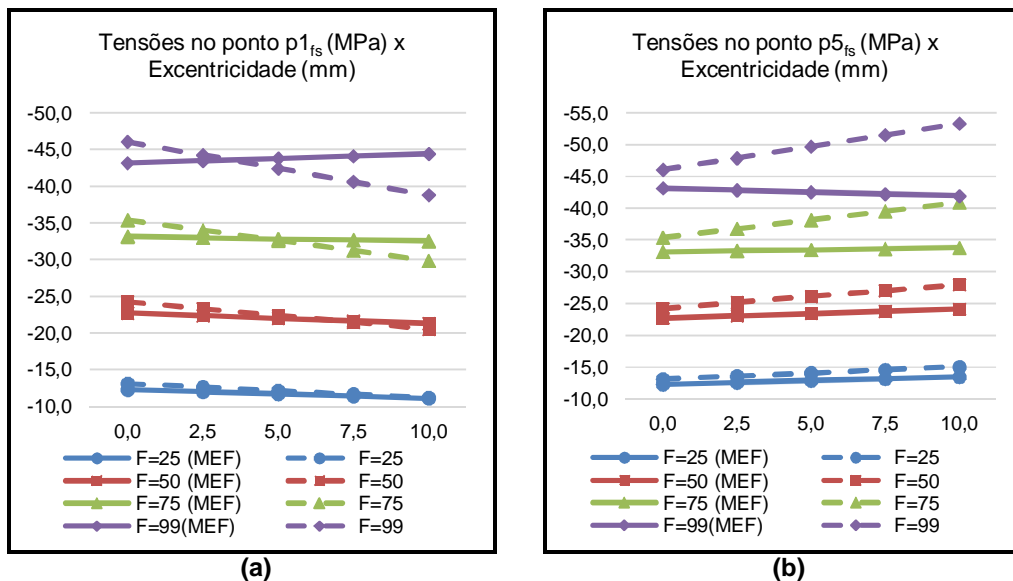 Tensões no ponto p1fs (MPa) x
Excentricidade (mm)
-50,0
-45,0
-40,0
-35,0
-30,0
-25,0
-20,0
-15,0
-10,0
0,0 2,5 5,0 7,5 10,0
F=25 (MEF) F=25
F=50 (MEF) F=50
F=75 (MEF) F=75
F=99(MEF) F=99
(a)
Tensões no ponto p5fs (MPa) x
Excentricidade (mm)
-55,0
-50,0
-45,0
-40,0
-35,0
-30,0
-25,0
-20,0
-15,0
-10,0
0,0 2,5 5,0 7,5 10,0
F=25 (MEF) F=25
F=50 (MEF) F=50
F=75 (MEF) F=75
F=99(MEF) F=99
(b)